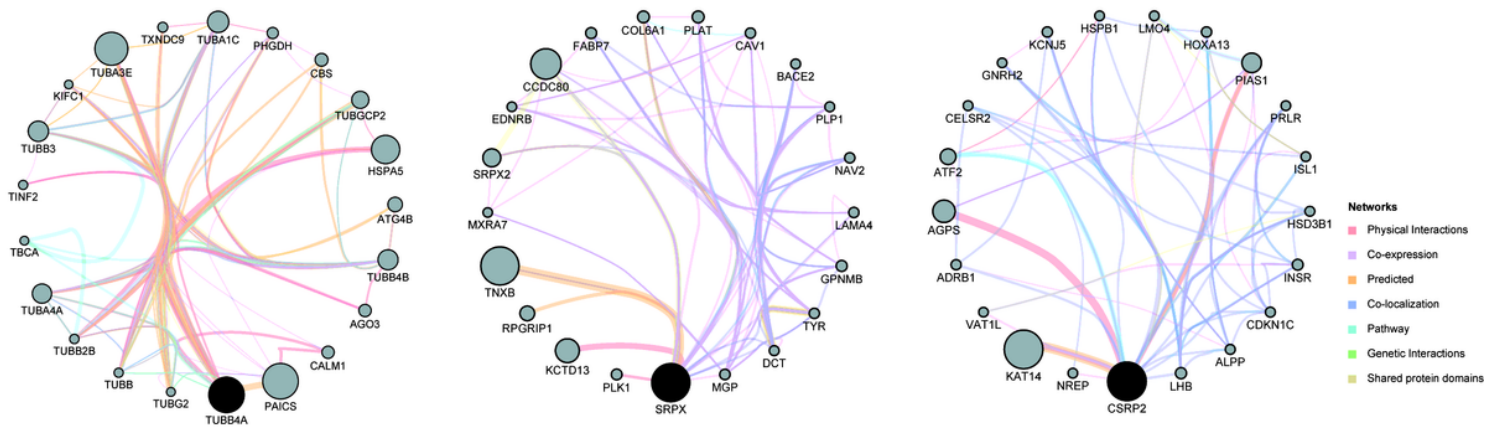 TXNDC9
TUBA1C
PHGDH
TUBA3E
CBS
KIFC1
TUBGCP2
TUBB3
HSPA5
TINF2
ATG4B
TBCA
TUBB4B
TUBA4A
AGO3
TUBB2B
CALM1
TUBB
TUBG2
TUBB4A
PAICS
COL6A1
PLAT
FABP7
CAV1
CCDC80
BACE2
EDNRB
PLP1
SRPX2
NAV2
MXRA7
LAMA4
TNXB
GPNMB
RPGRIP1
TYR
KCTD13
DCT
PLK1
MGP
SRPX
HSPB1
LMO4
KCNJ5
HOXA13
GNRH2
PIAS1
CELSR2
PRLR
ATF2
ISL1
AGPS
HSD3B1
ADRB1
INSR
VAT1L
CDKN1C
KAT14
ALPP
NREP
LHB
CSRP2
Networks
Physical Interactions
Co-expression
Predicted
Co-localization
Pathway
Genetic Interactions
Shared protein domains